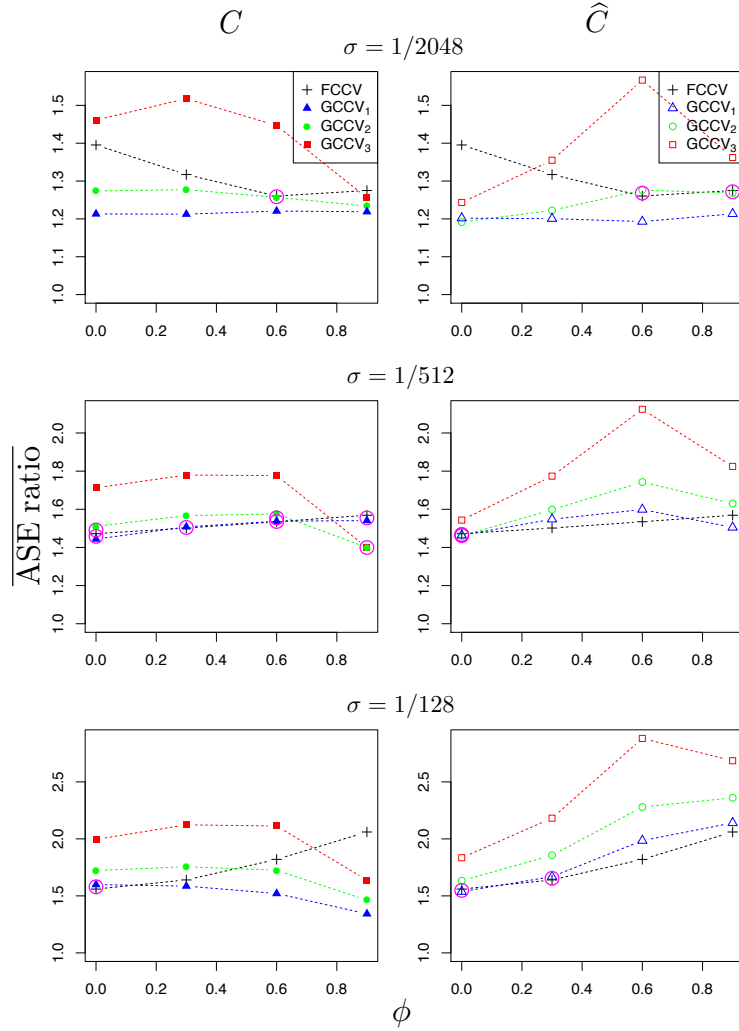 C Ĉ
σ = 1/2048
FCCV
GCCV₁
GCCV₂
GCCV₃
1.0 1.1 1.2 1.3 1.4 1.5
0.0 0.2 0.4 0.6 0.8
FCCV
GCCV₁
GCCV₂
GCCV₃
1.0 1.1 1.2 1.3 1.4 1.5
0.0 0.2 0.4 0.6 0.8
σ = 1/512
ASE ratio
1.0 1.2 1.4 1.6 1.8 2.0
0.0 0.2 0.4 0.6 0.8
1.0 1.2 1.4 1.6 1.8 2.0
0.0 0.2 0.4 0.6 0.8
σ = 1/128
1.0 1.5 2.0 2.5
0.0 0.2 0.4 0.6 0.8
1.0 1.5 2.0 2.5
0.0 0.2 0.4 0.6 0.8
ϕ